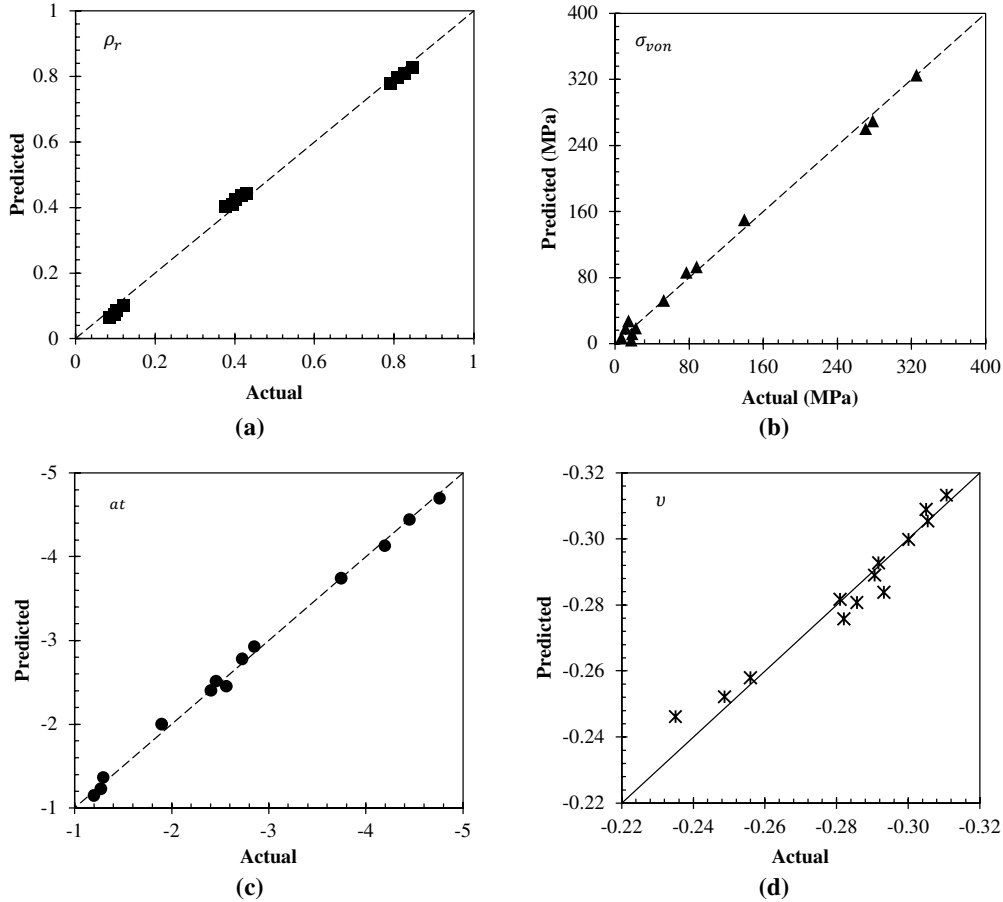 1
0.8
0.6
0.4
0.2
0
ρr
Predicted
0 0.2 0.4 0.6 0.8 1
Actual
(a)
400
320
240
160
80
0
σvon
Predicted (MPa)
0 80 160 240 320 400
Actual (MPa)
(b)
-5
-4
-3
-2
-1
at
Predicted
-1 -2 -3 -4 -5
Actual
(c)
-0.32
-0.30
-0.28
-0.26
-0.24
-0.22
υ
Predicted
-0.22 -0.24 -0.26 -0.28 -0.30 -0.32
Actual
(d)